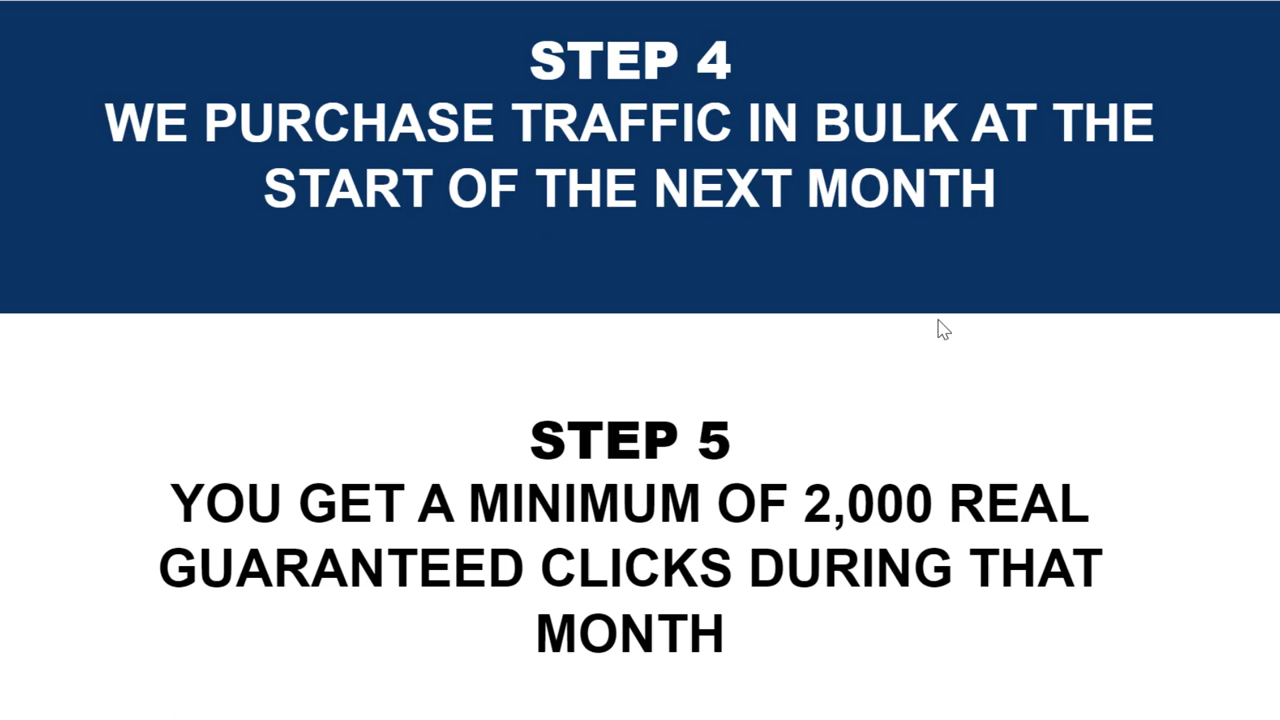 STEP 4
WE PURCHASE TRAFFIC IN BULK AT THE
START OF THE NEXT MONTH
STEP 5
YOU GET A MINIMUM OF 2,000 REAL
GUARANTEED CLICKS DURING THAT
MONTH